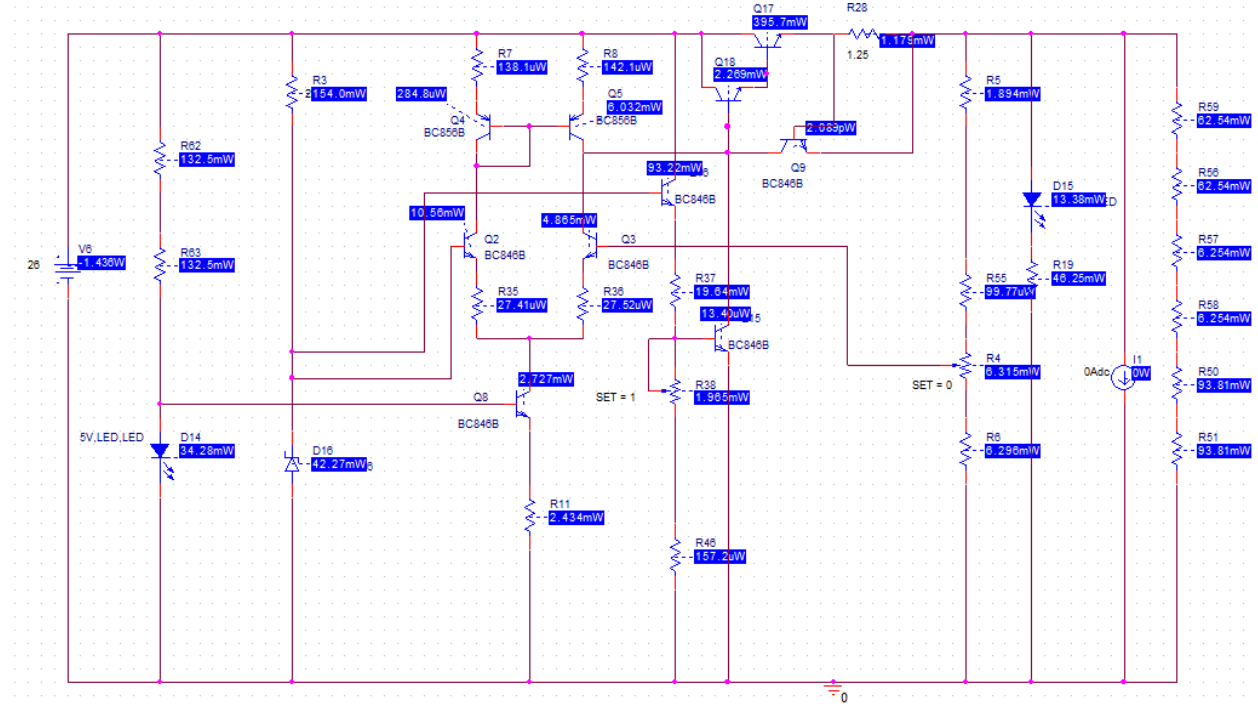 Q17
395.7mW
R28
1.179mW
1.25
R7
138.1uW
R8
142.1uW
Q18
2.269mW
R3
154.0mW
284.8uW
Q4
BC856B
Q5
6.032mW
BC856B
R5
1.894mW
R59
62.54mW
2.089pW
Q9
BC846B
R62
132.5mW
93.22mW
BC846B
R56
62.54mW
D15
13.38mW
10.56mW
Q2
BC846B
4.865mW
Q3
BC846B
R57
6.254mW
V6
26
-1.436W
R63
132.5mW
R37
19.64mW
R55
99.77uW
R19
46.25mW
R35
27.41uW
R36
27.52uW
13.40uW
BC846B
R58
6.254mW
R4
6.315mW
SET = 0
0Adc
I1
0W
R50
93.81mW
2.727mW
Q8
BC846B
SET = 1
R38
1.965mW
5V,LED,LED
D14
34.28mW
D16
42.27mW
R6
6.296mW
R51
93.81mW
R11
2.434mW
R46
157.2uW
0